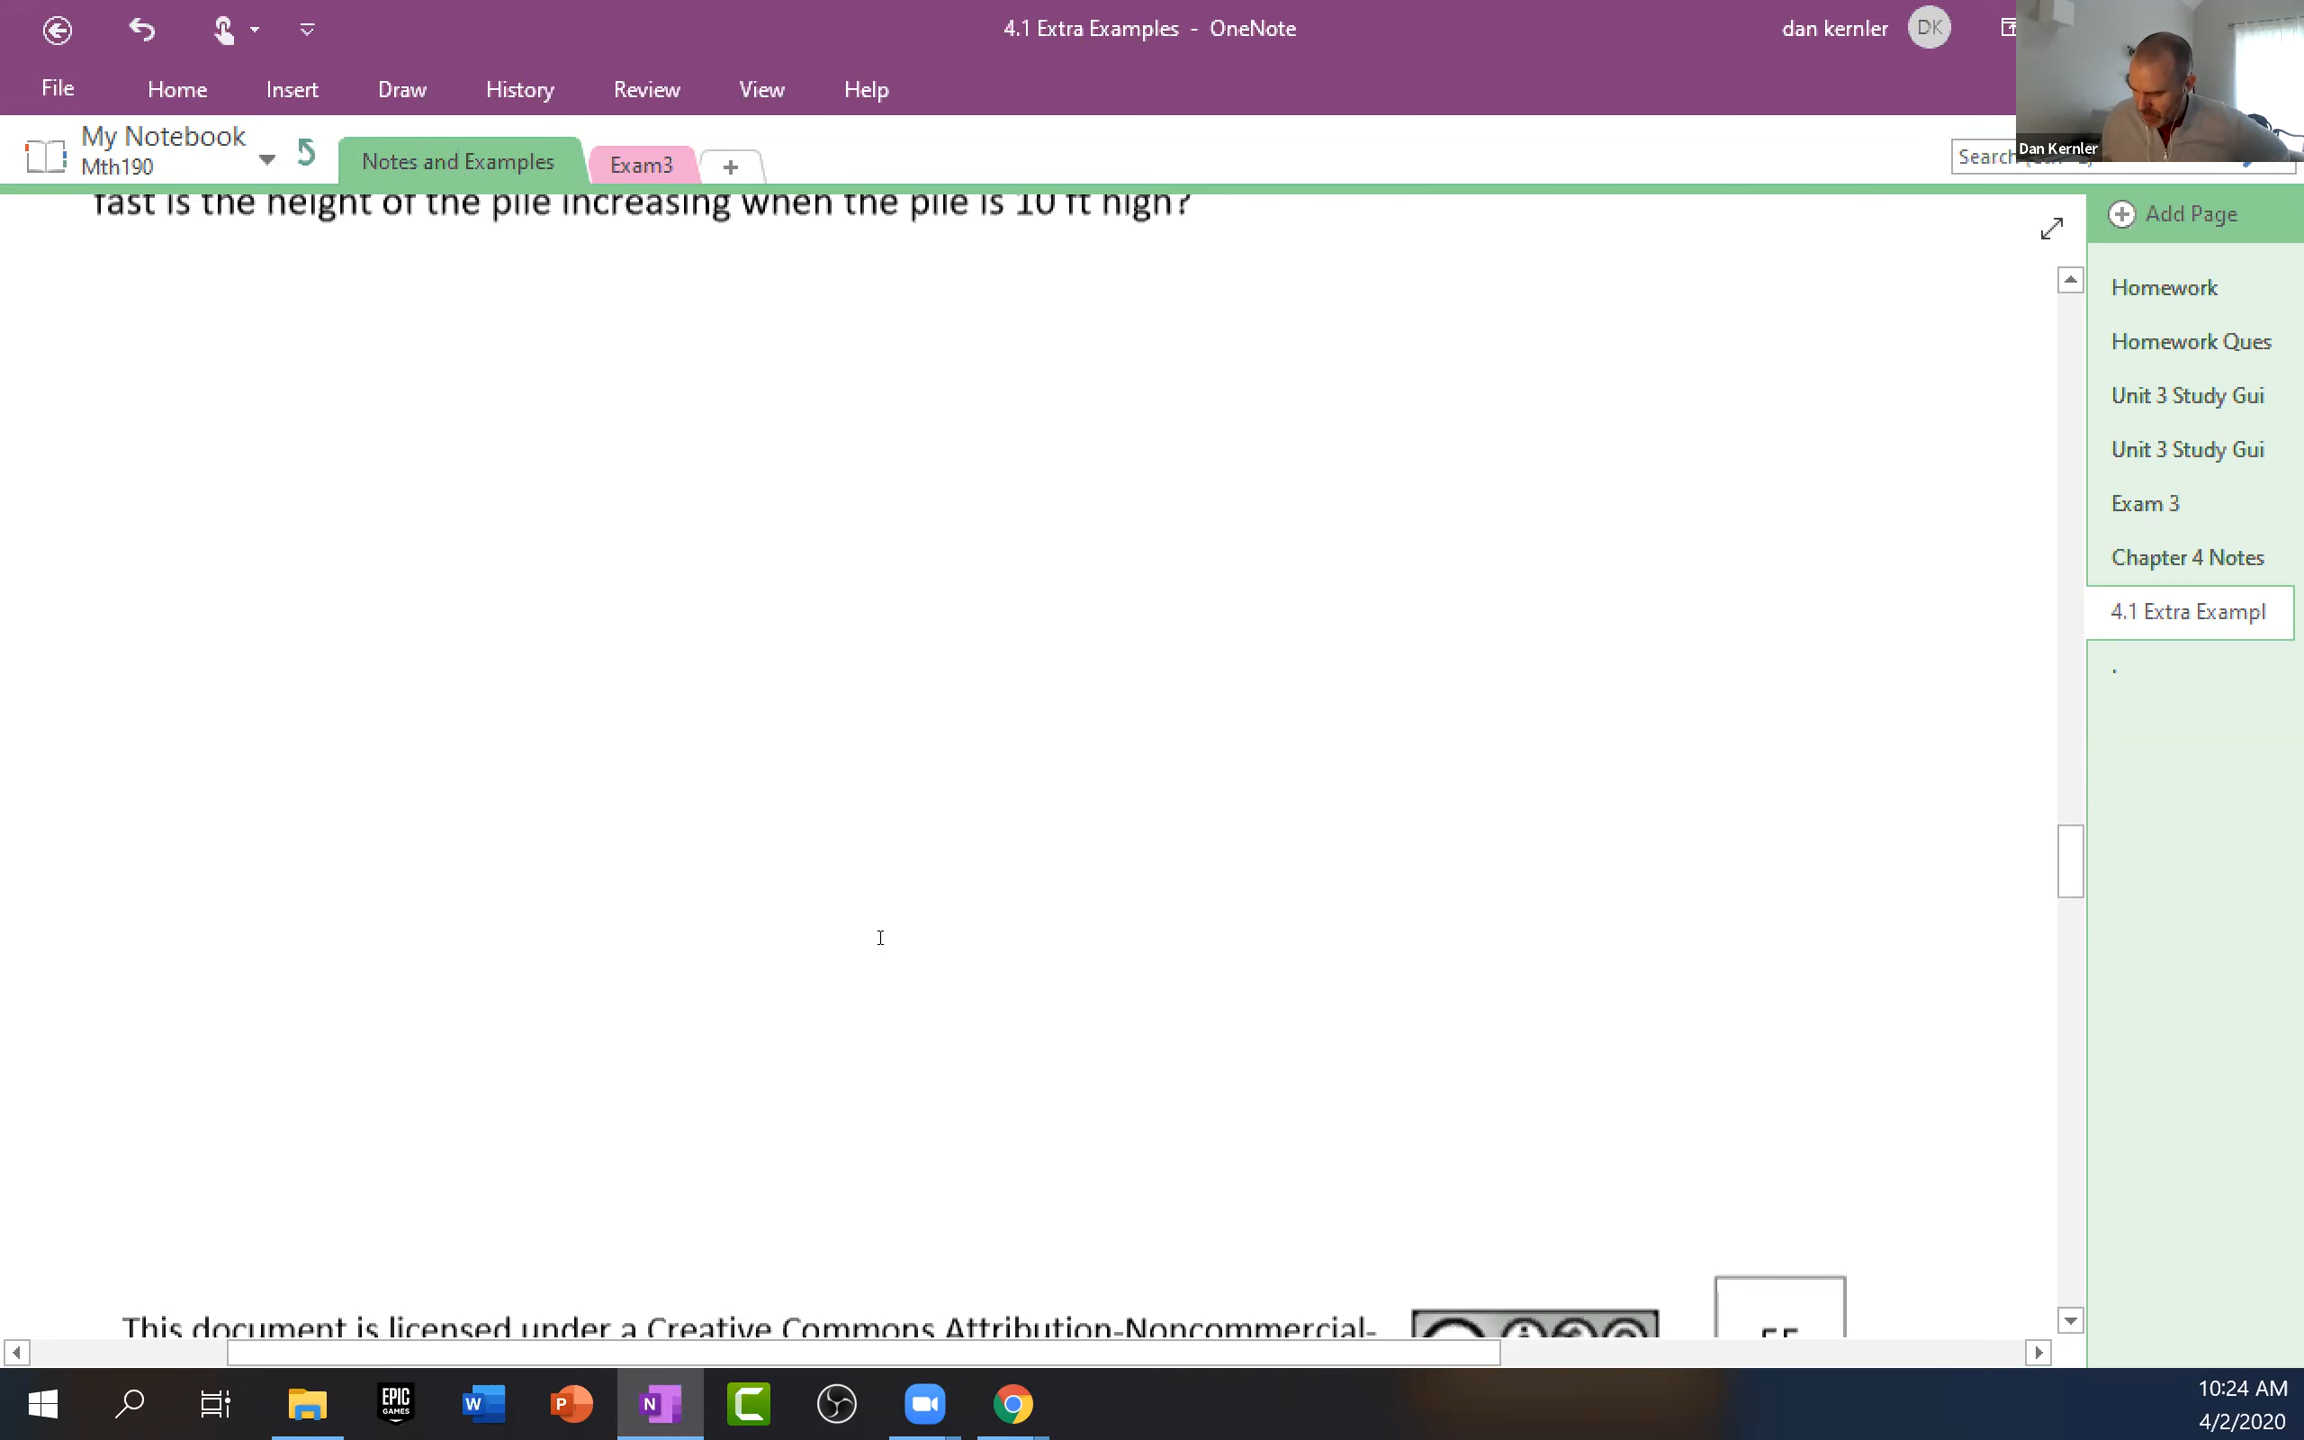 4.1 Extra Examples - OneNote
dan kernler
DK
File
Home
Insert
Draw
History
Review
View
Help
Dan Kernler
My Notebook
Mth190
Notes and Examples
Exam3
fast is the height of the pile increasing when the pile is 10 ft high?
Add Page
Homework
Homework Ques
Unit 3 Study Gui
Unit 3 Study Gui
Exam 3
Chapter 4 Notes
4.1 Extra Exampl
.
This document is licensed under a Creative Commons Attribution-Noncommercial-
EPIC
GAMES
W
P
N
10:24 AM
4/2/2020